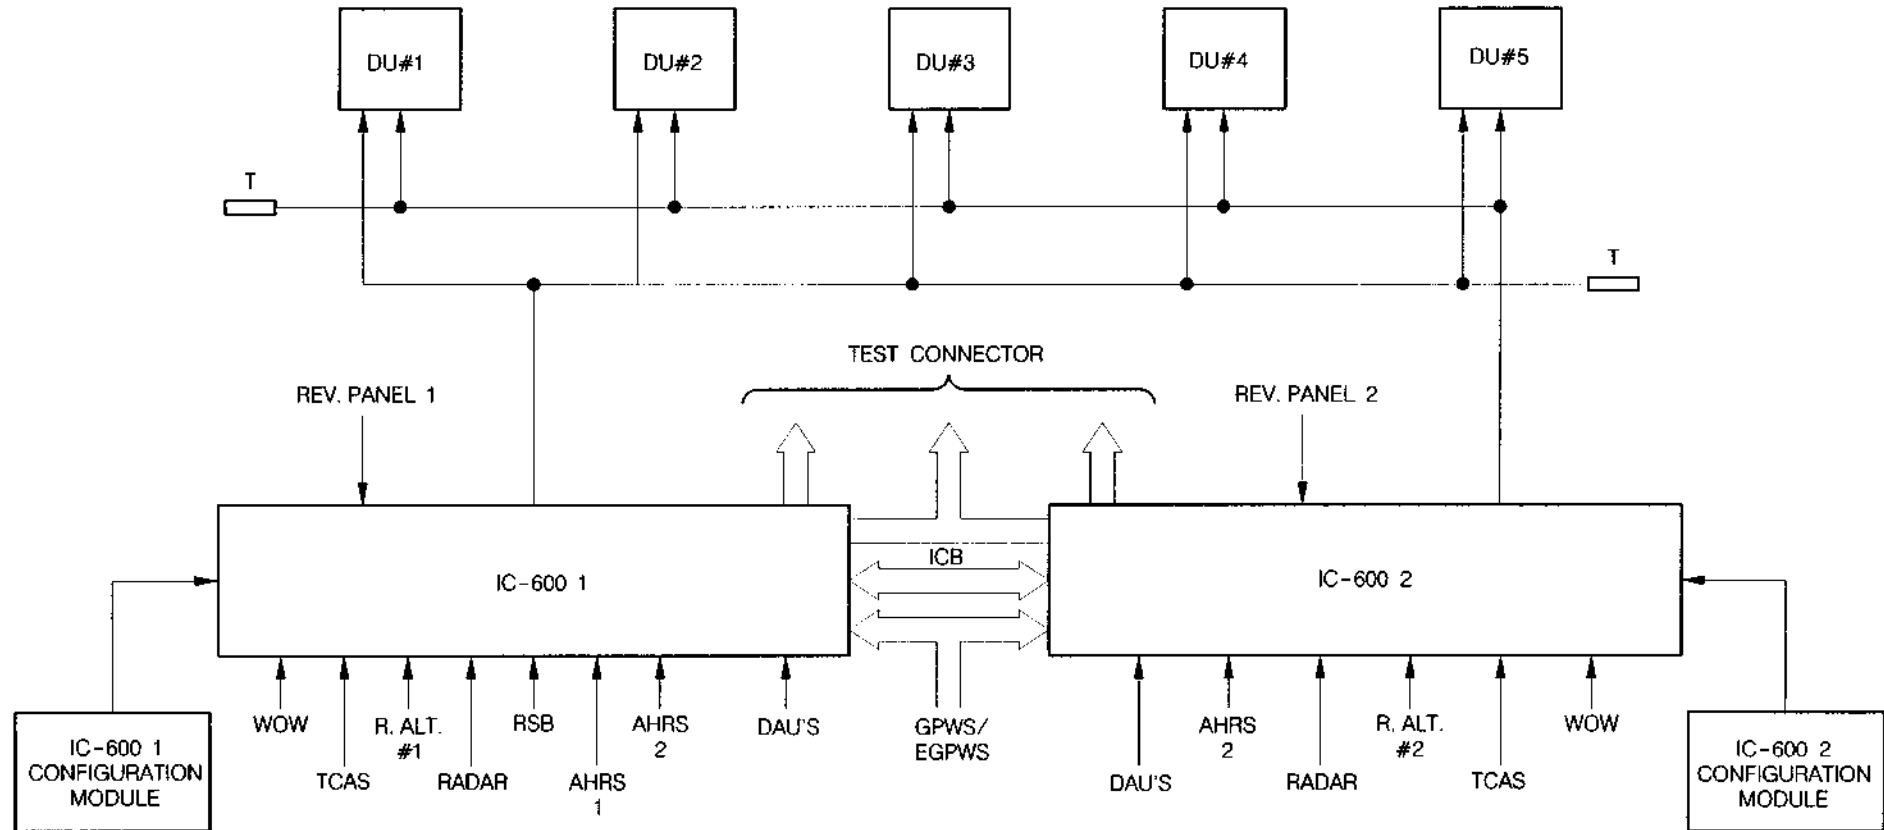 DU#1
DU#2
DU#3
DU#4
DU#5
T
T
TEST CONNECTOR
REV. PANEL 1
REV. PANEL 2
ICB
IC-600 1
IC-600 2
WOW
TCAS
R. ALT.
#1
RADAR
RSB
AHRS
1
AHRS
2
DAU'S
GPWS/
EGPWS
DAU'S
AHRS
2
RADAR
R. ALT.
#2
TCAS
WOW
IC-600 1
CONFIGURATION
MODULE
IC-600 2
CONFIGURATION
MODULE